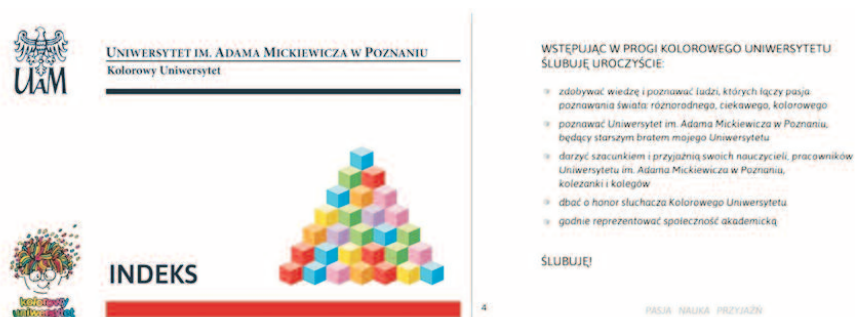 UAM
UNIWERSYTET IM. ADAMA MICKIEWICZA W POZNANIU
Kolorowy Uniwersytet
kolorowy
uniwersytet
INDEKS
WSTĘPUJĄC W PROGI KOLOROWEGO UNIWERSYTETU
ŚLUBUJĘ UROCZYŚCIE:
zdobywać wiedzę i poznawać ludzi, których łączy pasja
poznawania świata: różnorodnego, ciekawego, kolorowego
poznawać Uniwersytet im. Adama Mickiewicza w Poznaniu,
będący starszym bratem mojego Uniwersytetu
darzyć szacunkiem i przyjaźnią swoich nauczycieli, pracowników
Uniwersytetu im. Adama Mickiewicza w Poznaniu,
koleżanki i kolegów
dbać o honor słuchacza Kolorowego Uniwersytetu
godnie reprezentować społeczność akademicką
ŚLUBUJĘ!
4
PASJA NAUKA PRZYJAŹŃ